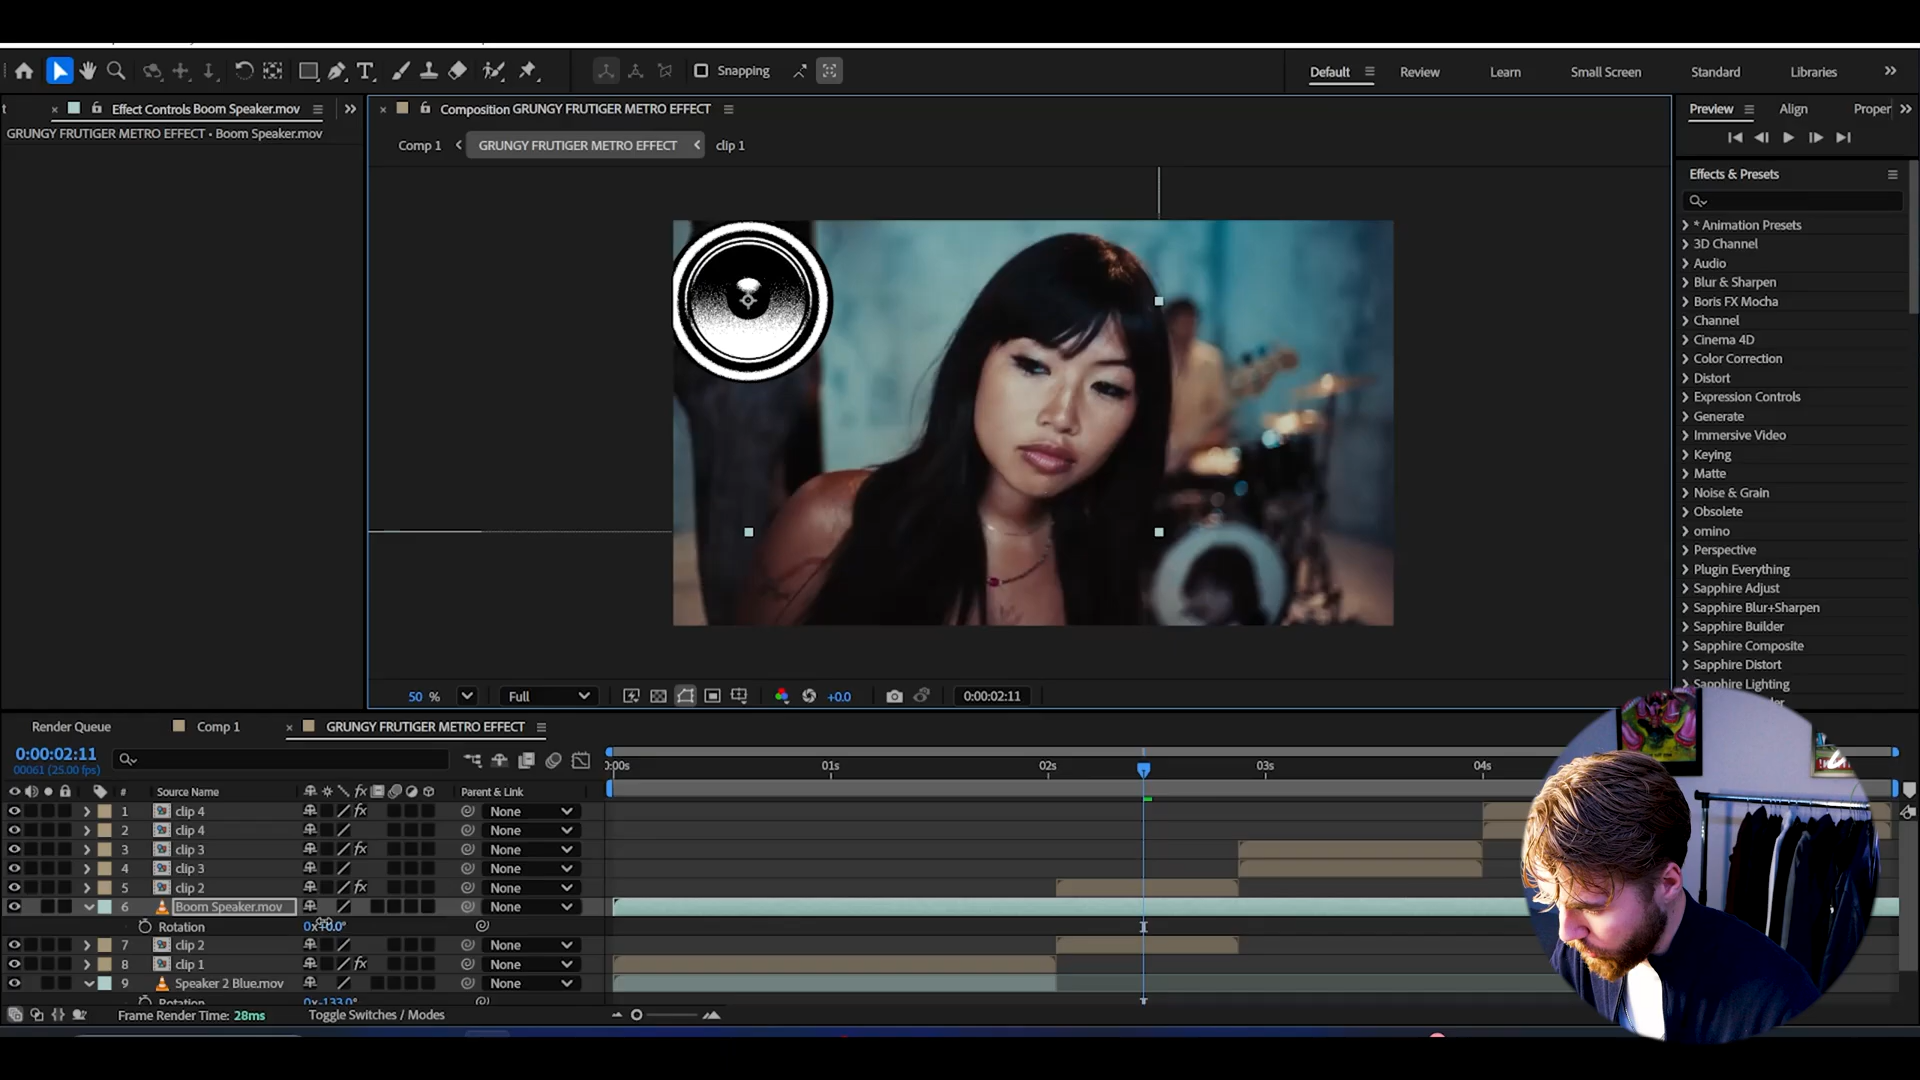 Snapping
Default
Review
Learn
Small Screen
Standard
Libraries
Effect Controls Boom Speaker.mov
Composition GRUNGY FRUTIGER METRO EFFECT
Preview
Align
Proper
GRUNGY FRUTIGER METRO EFFECT • Boom Speaker.mov
Comp 1
GRUNGY FRUTIGER METRO EFFECT
clip 1
Effects & Presets
* Animation Presets
3D Channel
Audio
Blur & Sharpen
Boris FX Mocha
Channel
Cinema 4D
Color Correction
Distort
Expression Controls
Generate
Immersive Video
Keying
Matte
Noise & Grain
Obsolete
omino
Perspective
Plugin Everything
Sapphire Adjust
Sapphire Blur+Sharpen
Sapphire Builder
Sapphire Composite
Sapphire Distort
Sapphire Lighting
50 %
Full
+0.0
0:00:02:11
Render Queue
Comp 1
GRUNGY FRUTIGER METRO EFFECT
0:00:02:11
00061 (25.00 fps)
0:00s 01s 02s 03s 04s
# Source Name fx Parent & Link
1 clip 4 fx None
2 clip 4 None
3 clip 3 fx None
4 clip 3 None
5 clip 2 fx None
6 Boom Speaker.mov None
Rotation
7 clip 2 None
8 clip 1 fx None
9 Speaker 2 Blue.mov None
Rotation 0x-133.0°
Frame Render Time: 28ms
Toggle Switches / Modes